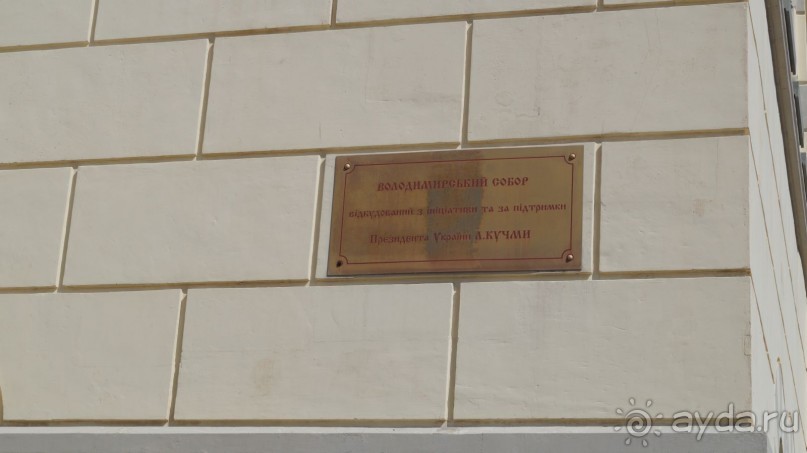 ВОЛОДИМИРСЬКИЙ СОБОР
відбудований з ініціативи та за підтримки
Президента України Л.КУЧМИ
ayda.ru